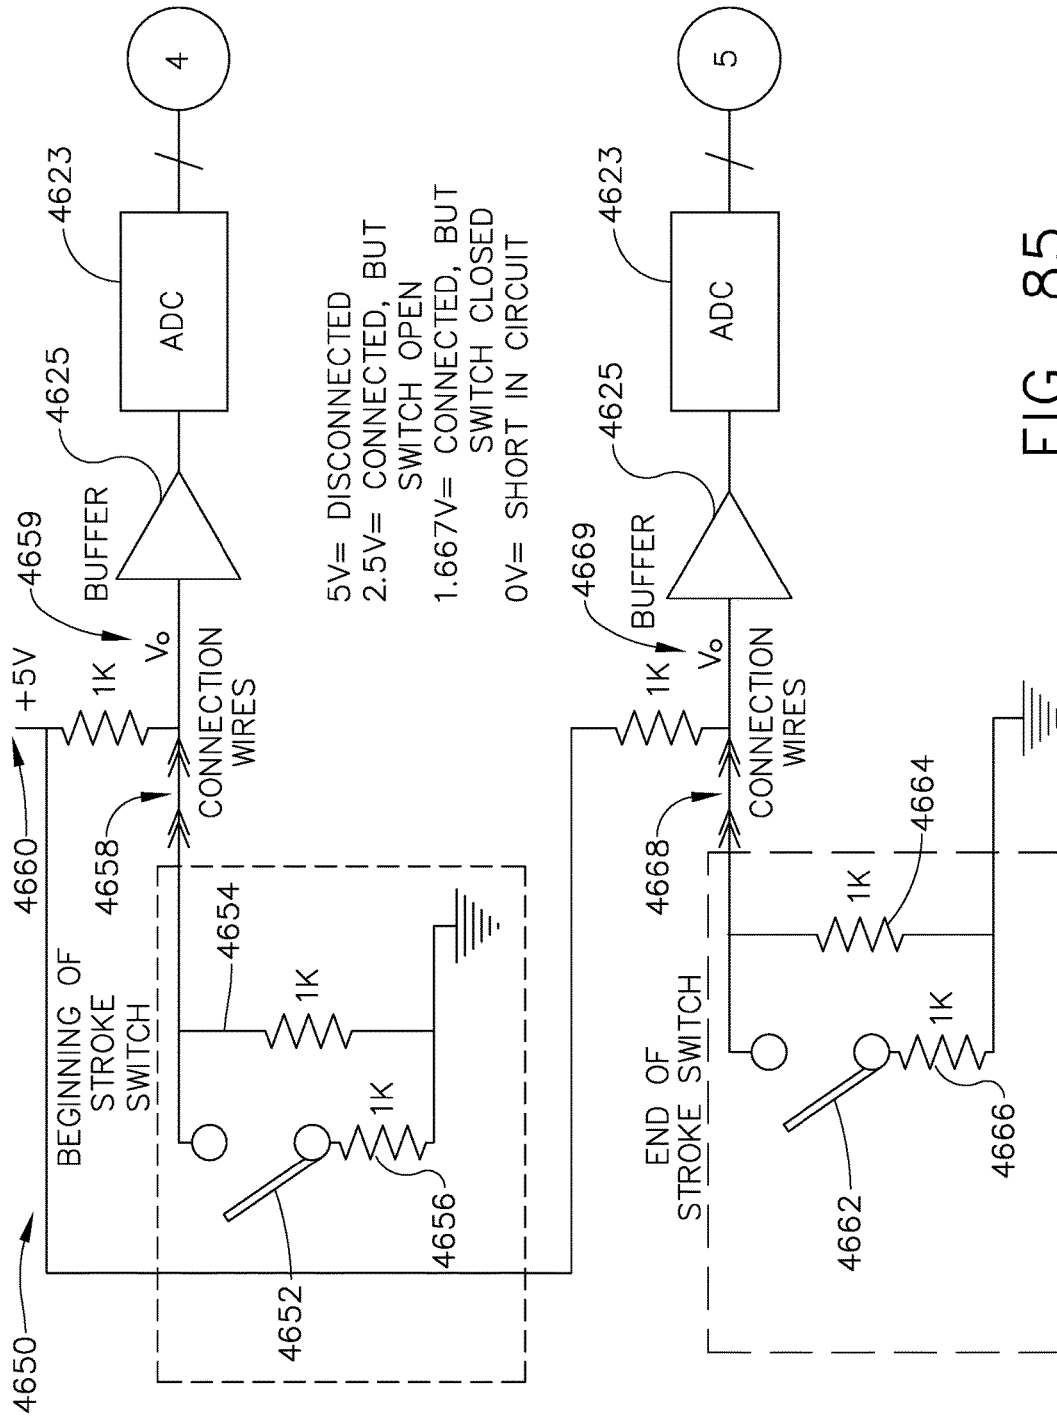 4650
4660
+5V
BEGINNING OF
STROKE
SWITCH
4658
1K
4659
Vo
BUFFER
4625
4623
ADC
4
CONNECTION
WIRES
4654
1K
1K
4652
4656
5V= DISCONNECTED
2.5V= CONNECTED, BUT
SWITCH OPEN
1.667V= CONNECTED, BUT
SWITCH CLOSED
0V= SHORT IN CIRCUIT
END OF
STROKE SWITCH
4668
1K
4669
Vo
BUFFER
4625
4623
ADC
5
CONNECTION
WIRES
4664
1K
1K
4662
4666
FIG. 85